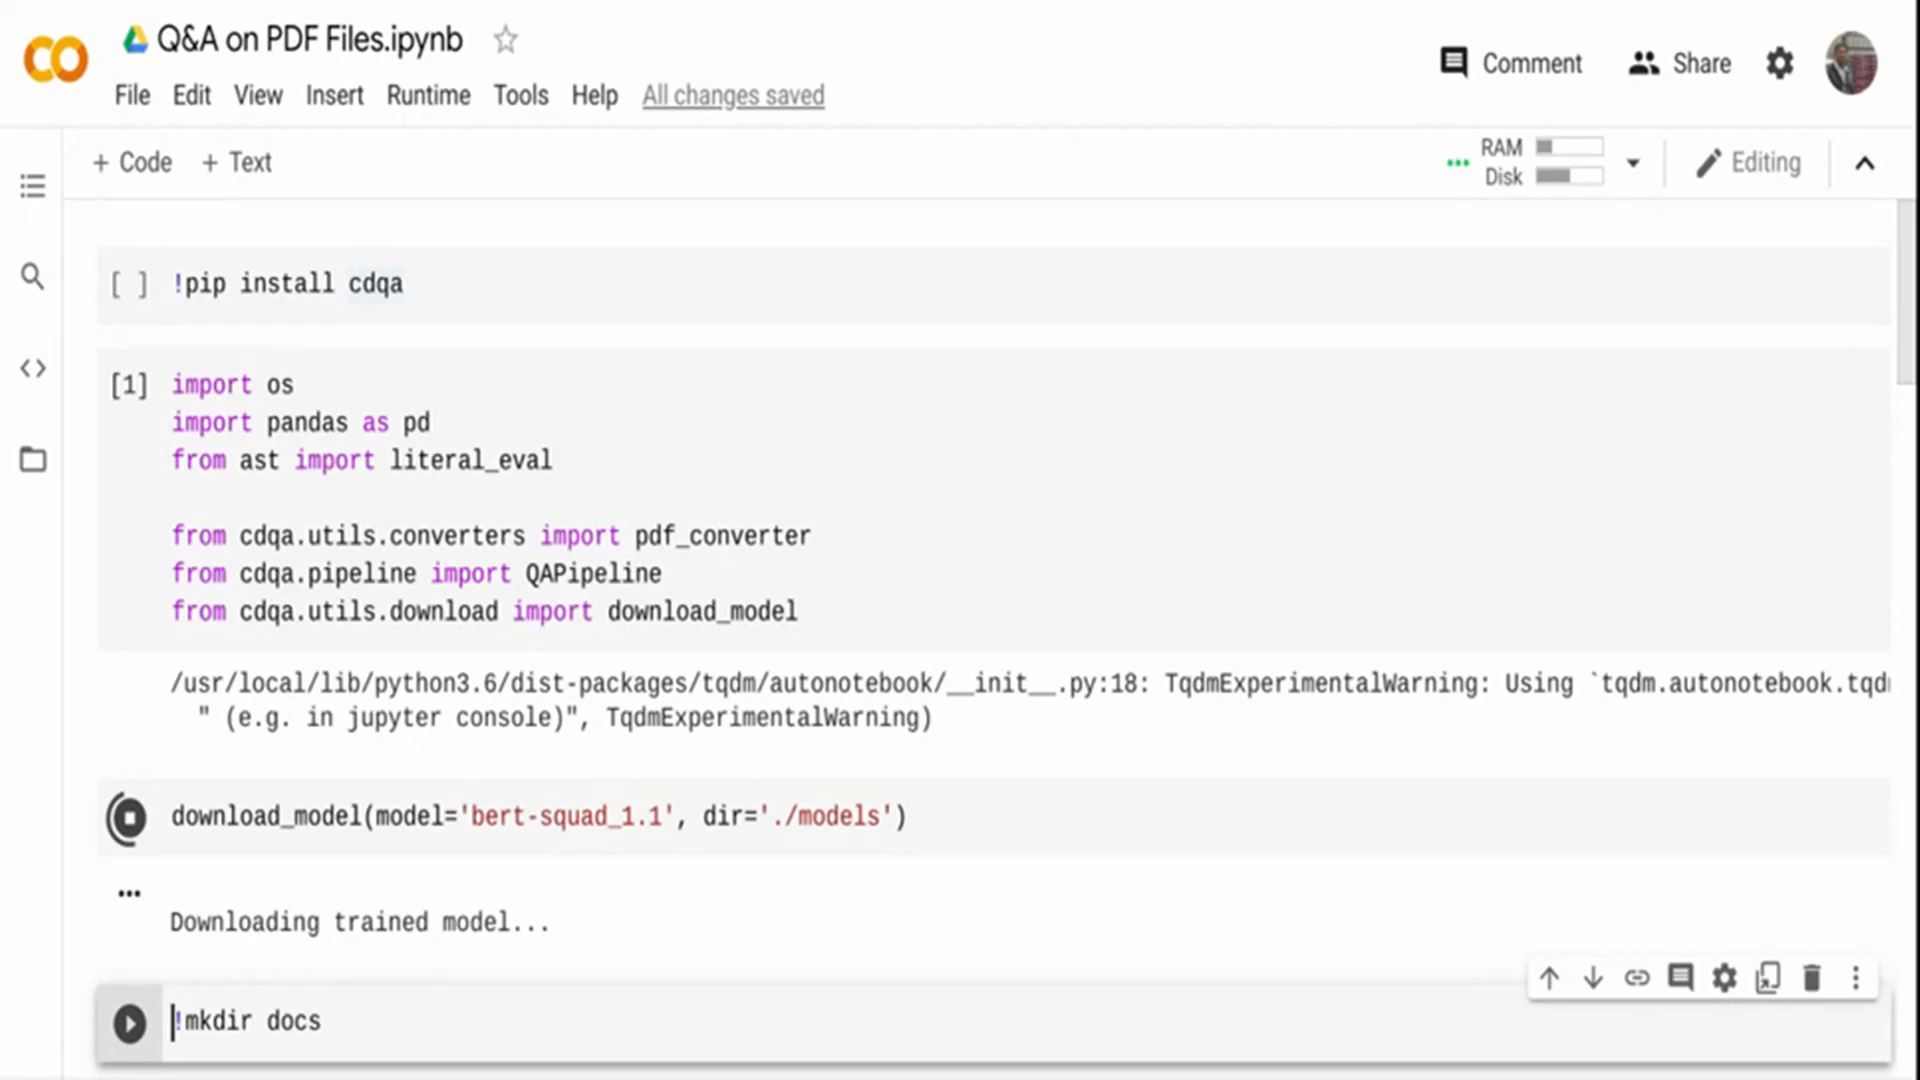 Q&A on PDF Files.ipynb
File Edit View Insert Runtime Tools Help All changes saved
Comment Share
+ Code + Text
RAM
Disk
Editing
[ ] !pip install cdqa
[1] import os
import pandas as pd
from ast import literal_eval
from cdqa.utils.converters import pdf_converter
from cdqa.pipeline import QAPipeline
from cdqa.utils.download import download_model
/usr/local/lib/python3.6/dist-packages/tqdm/autonotebook/__init__.py:18: TqdmExperimentalWarning: Using `tqdm.autonotebook.tqd
" (e.g. in jupyter console)", TqdmExperimentalWarning)
download_model(model='bert-squad_1.1', dir='./models')
Downloading trained model...
!mkdir docs